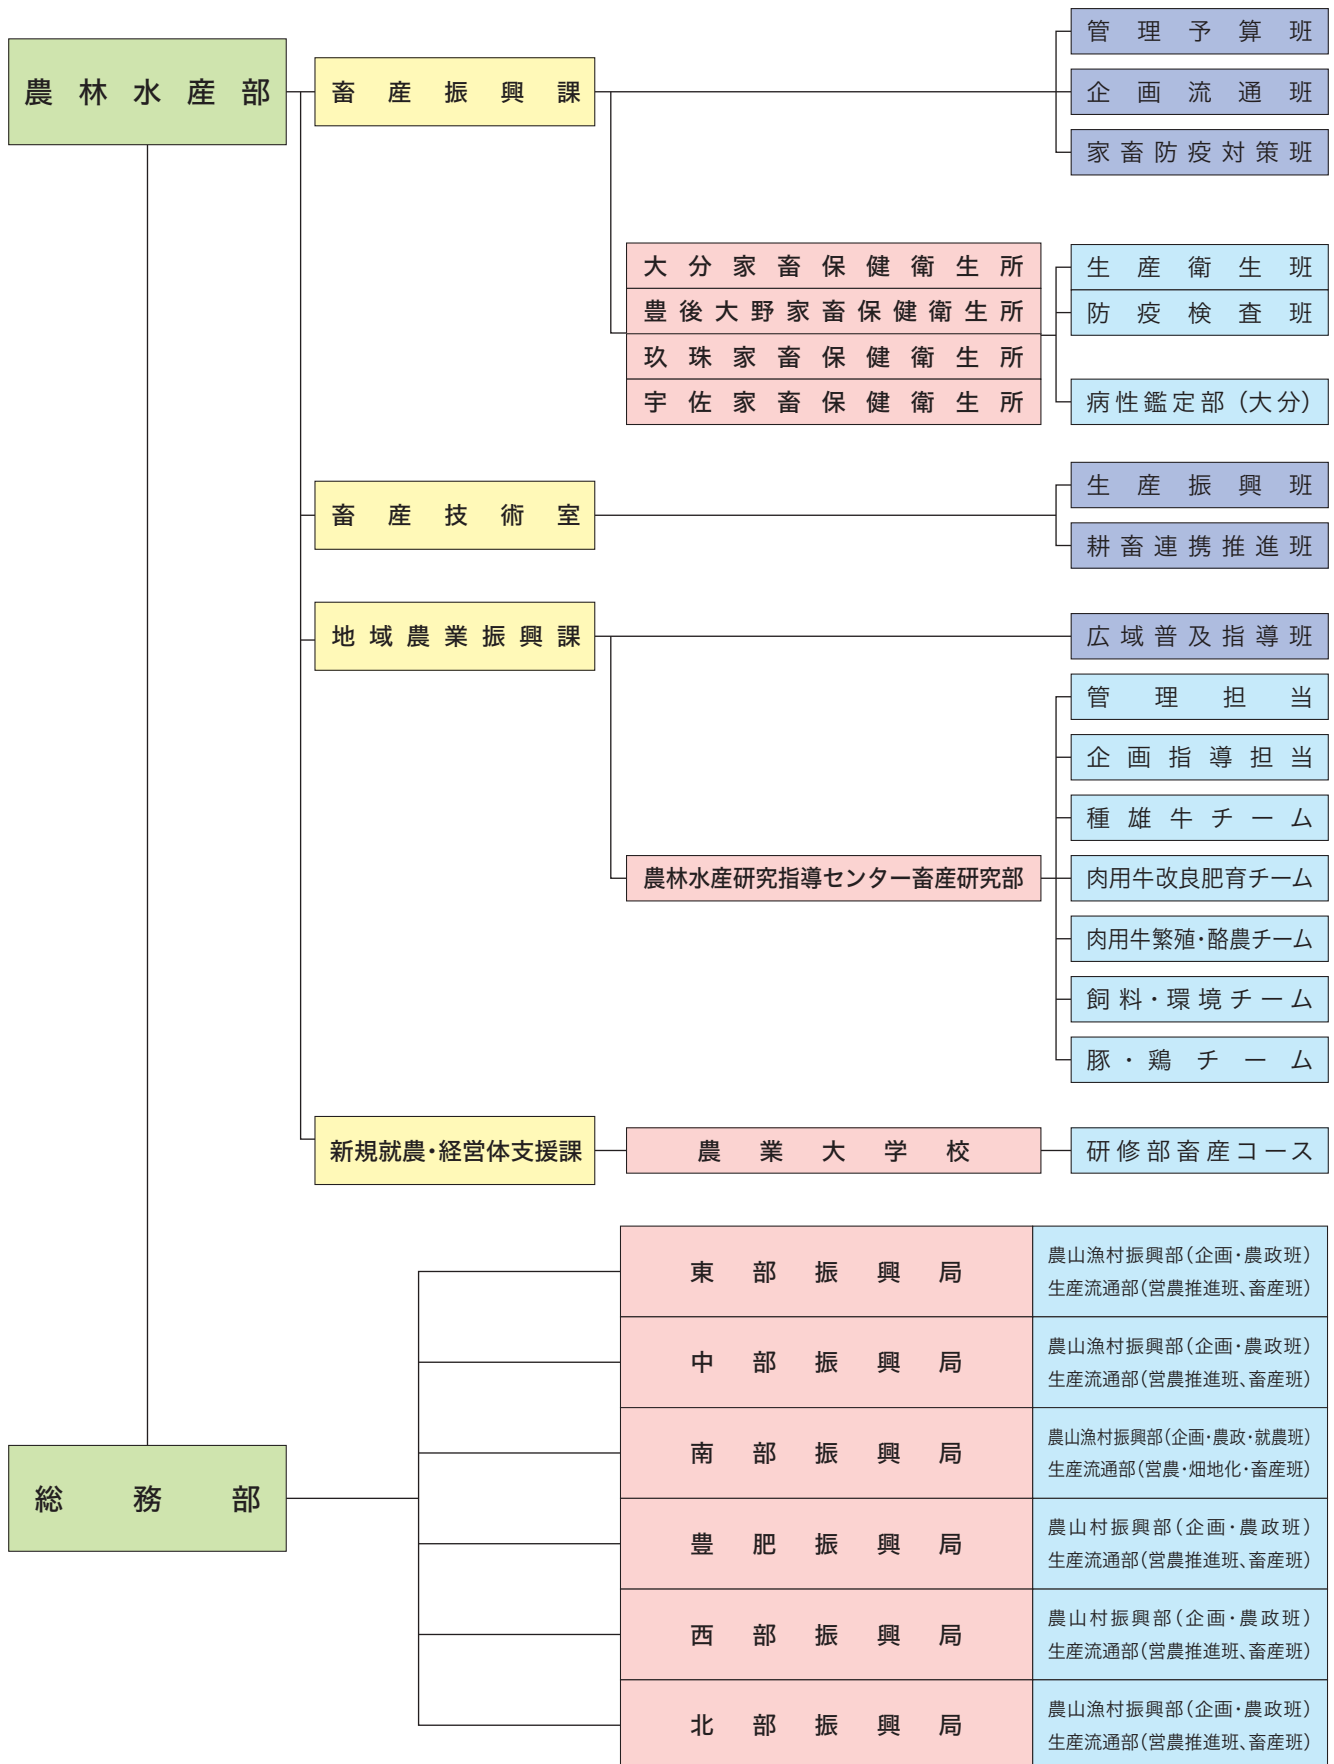 農林水産部
畜産振興課
管理予算班
企画流通班
家畜防疫対策班
大分家畜保健衛生所
豊後大野家畜保健衛生所
玖珠家畜保健衛生所
宇佐家畜保健衛生所
生産衛生班
防疫検査班
病性鑑定部（大分）
畜産技術室
生産振興班
耕畜連携推進班
地域農業振興課
広域普及指導班
農林水産研究指導センター畜産研究部
管理担当
企画指導担当
種雄牛チーム
肉用牛改良肥育チーム
肉用牛繁殖・酪農チーム
飼料・環境チーム
豚・鶏チーム
新規就農・経営体支援課
農業大学校
研修部畜産コース
総務部
東部振興局
農山漁村振興部（企画・農政班）
生産流通部（営農推進班、畜産班）
中部振興局
農山漁村振興部（企画・農政班）
生産流通部（営農推進班、畜産班）
南部振興局
農山漁村振興部（企画・農政・就農班）
生産流通部（営農・畑地化・畜産班）
豊肥振興局
農山村振興部（企画・農政班）
生産流通部（営農推進班、畜産班）
西部振興局
農山村振興部（企画・農政班）
生産流通部（営農推進班、畜産班）
北部振興局
農山漁村振興部（企画・農政班）
生産流通部（営農推進班、畜産班）